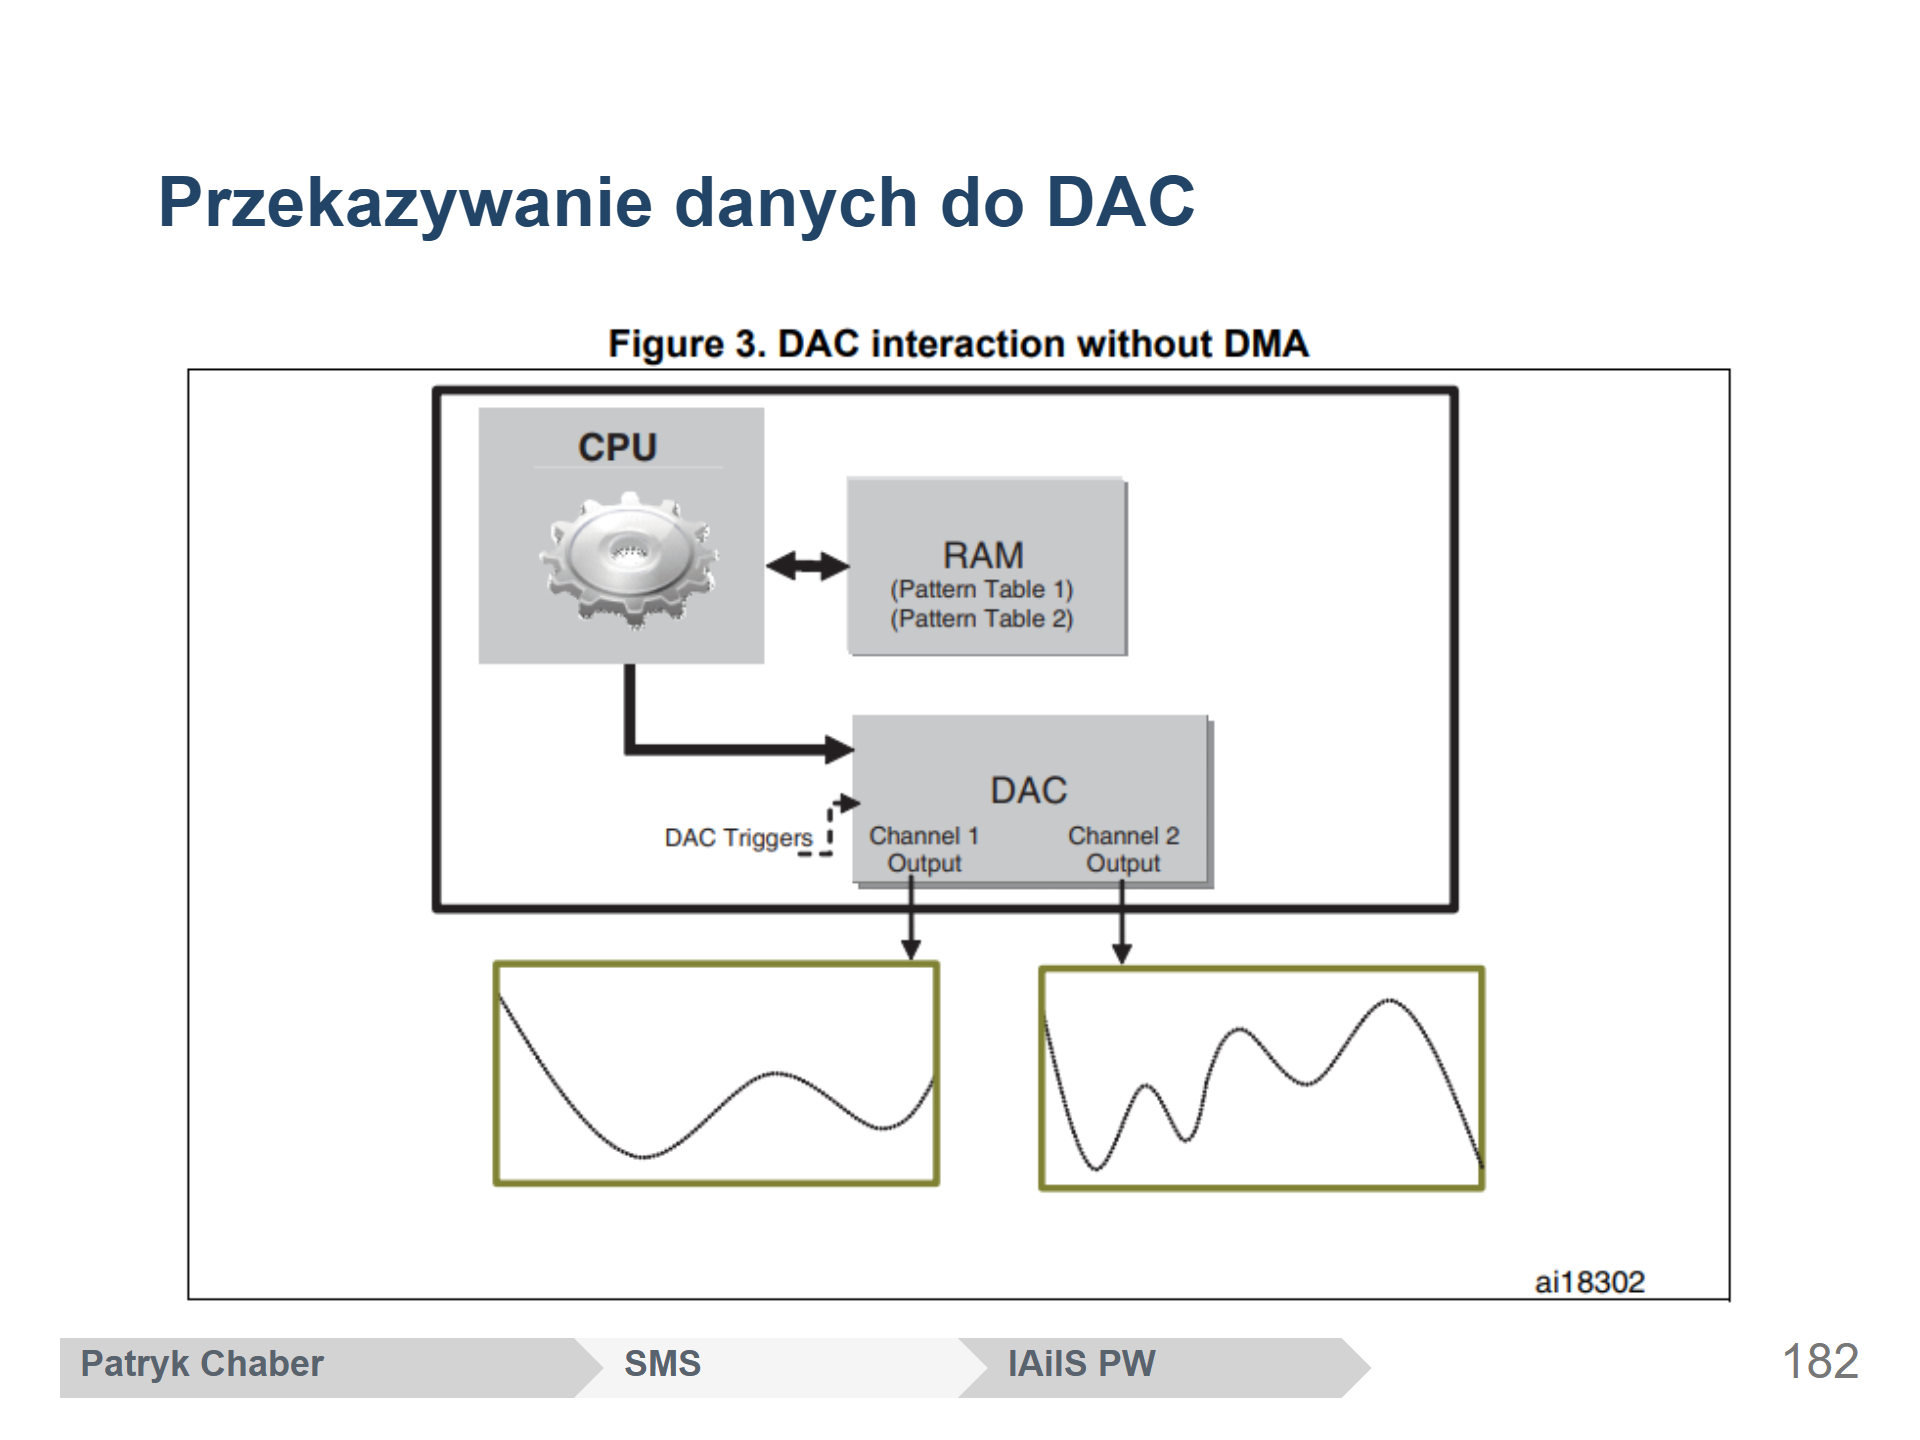 Przekazywanie danych do DAC
Figure 3. DAC interaction without DMA
CPU
RAM
(Pattern Table 1)
(Pattern Table 2)
DAC
DAC Triggers
Channel 1
Output
Channel 2
Output
ai18302
Patryk Chaber
SMS
IAiIS PW
182